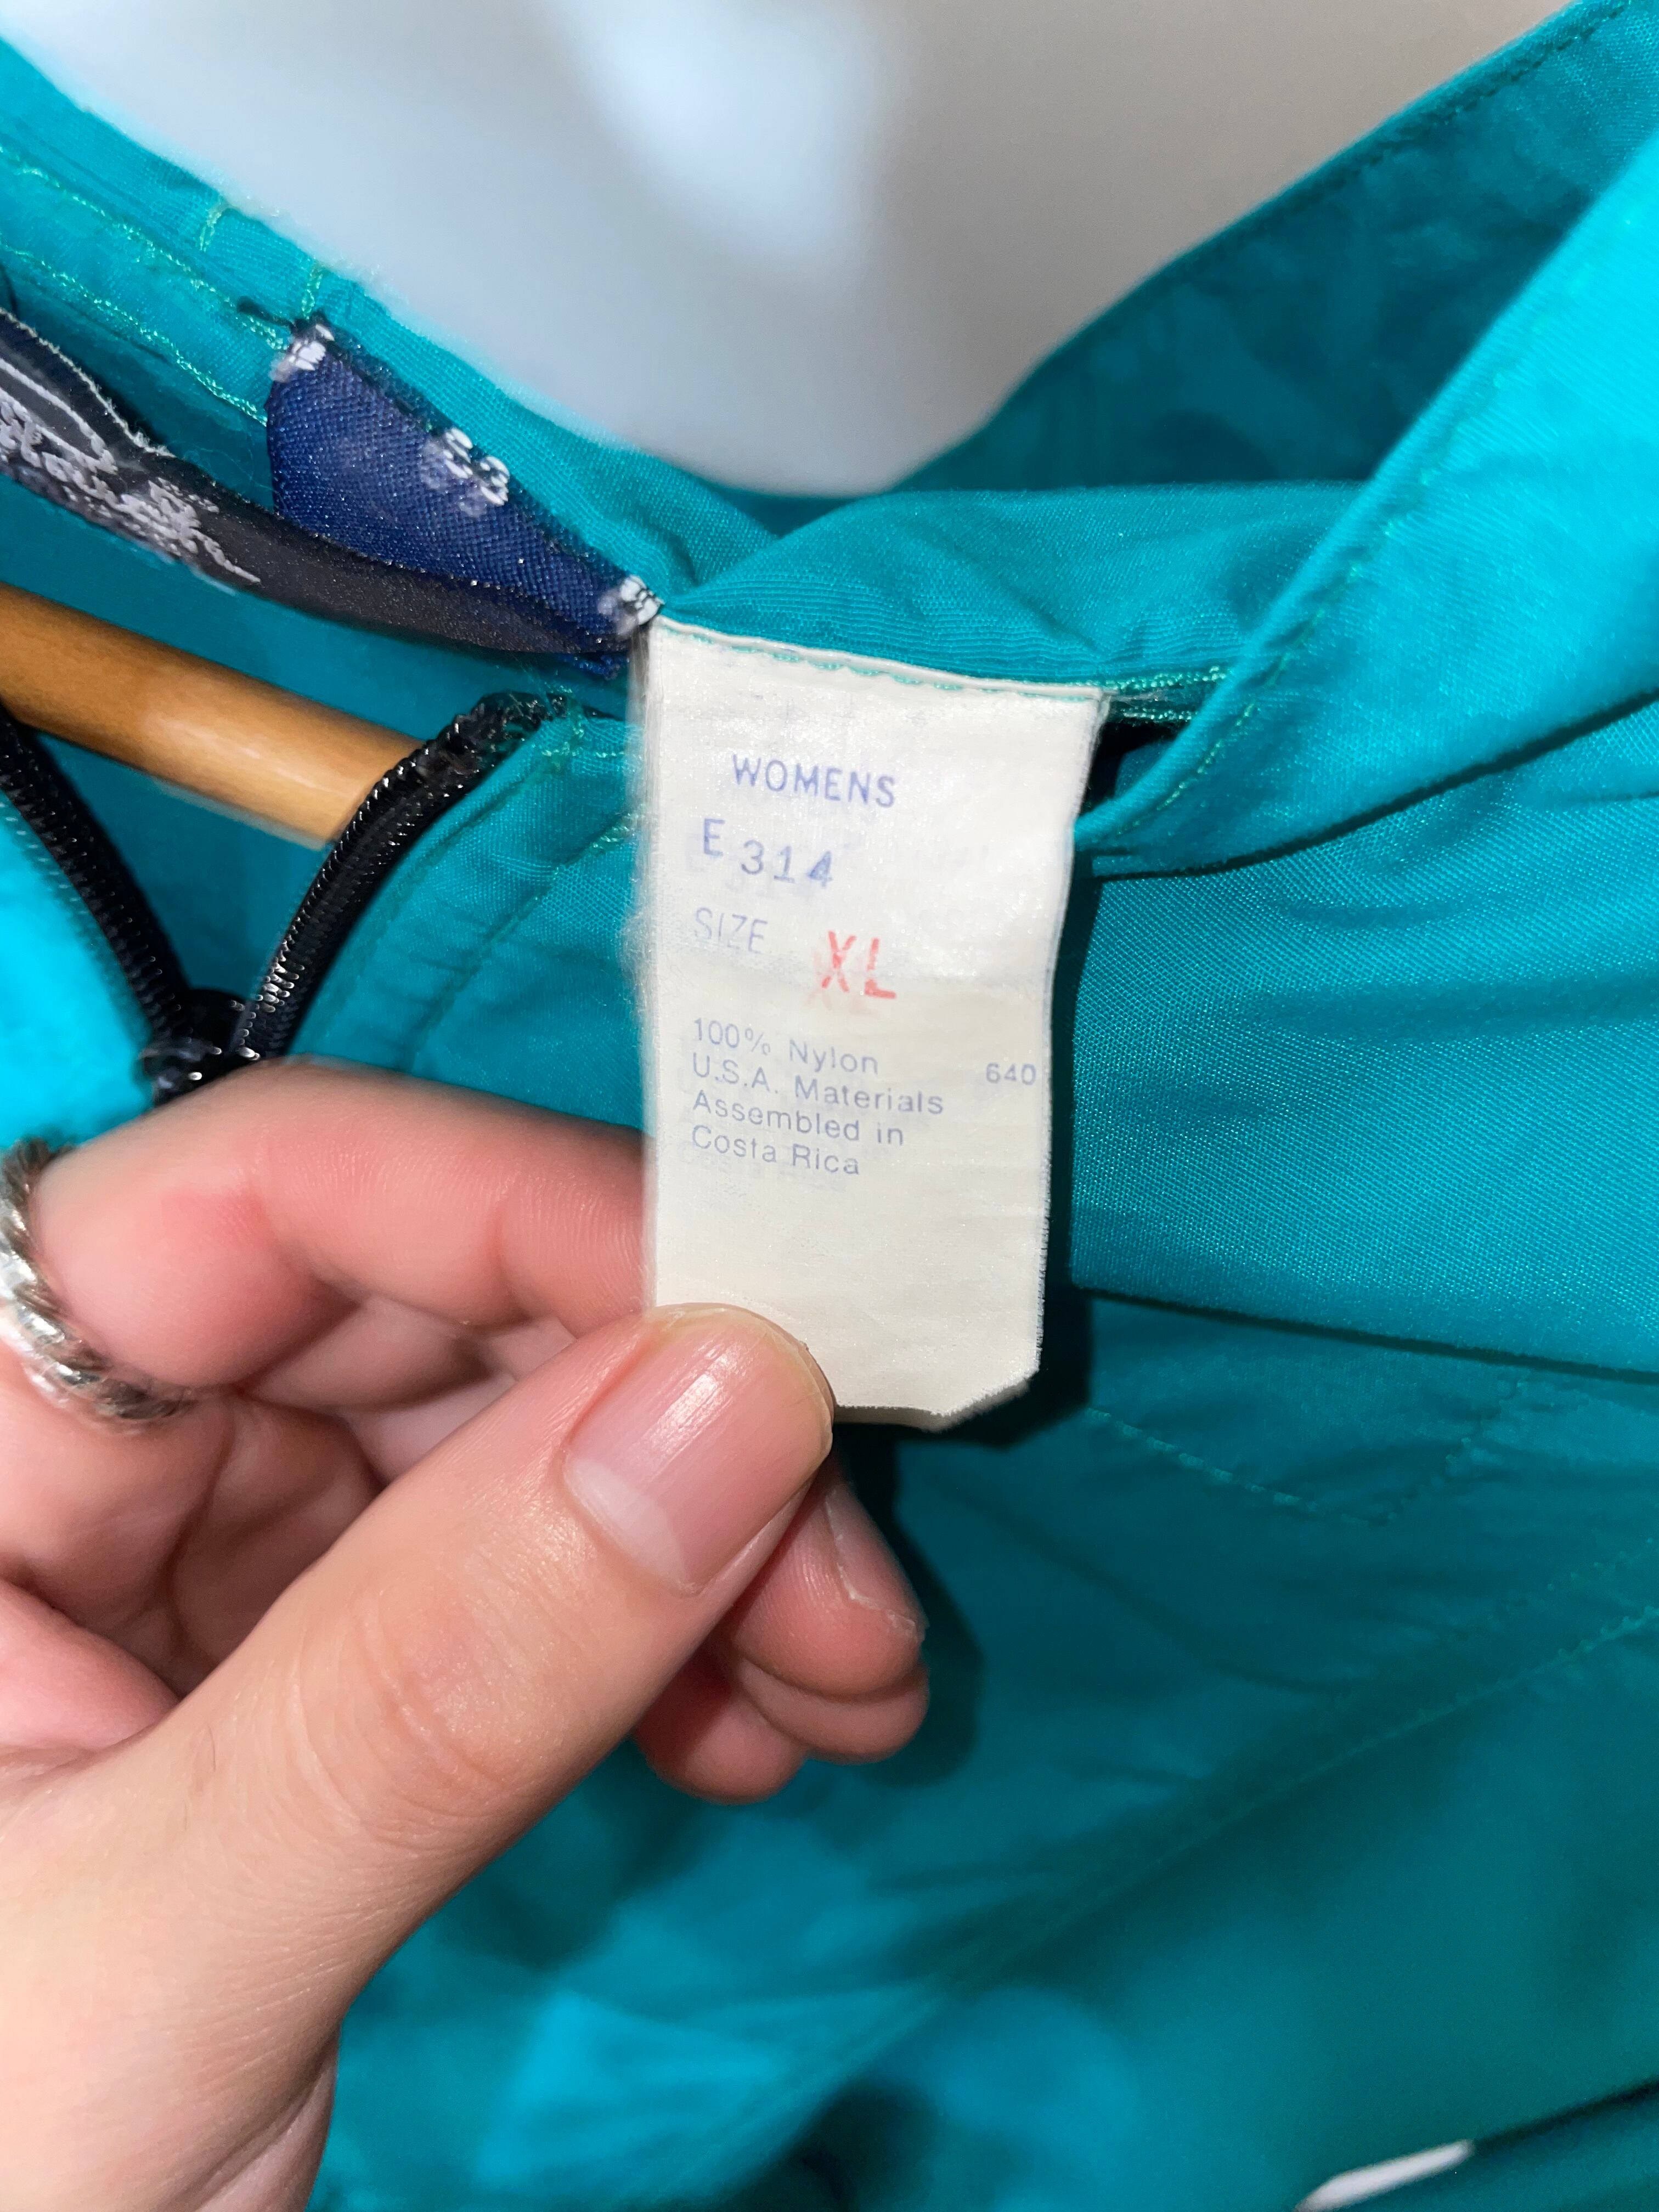 WOMENS
E 314
SIZE XL
100% Nylon 640
U.S.A. Materials
Assembled in
Costa Rica